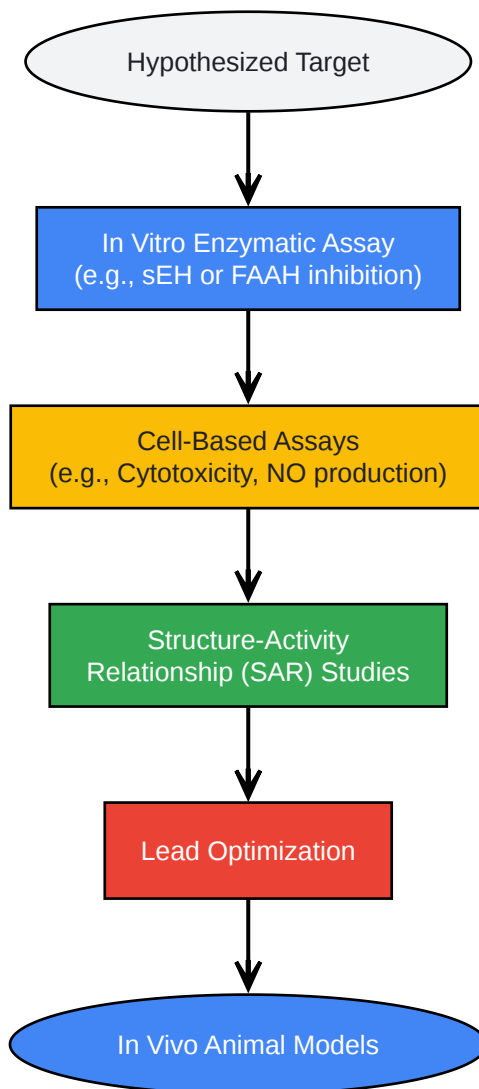 Hypothesized Target
In Vitro Enzymatic Assay
(e.g., sEH or FAAH inhibition)
Cell-Based Assays
(e.g., Cytotoxicity, NO production)
Structure-Activity
Relationship (SAR) Studies
Lead Optimization
In Vivo Animal Models